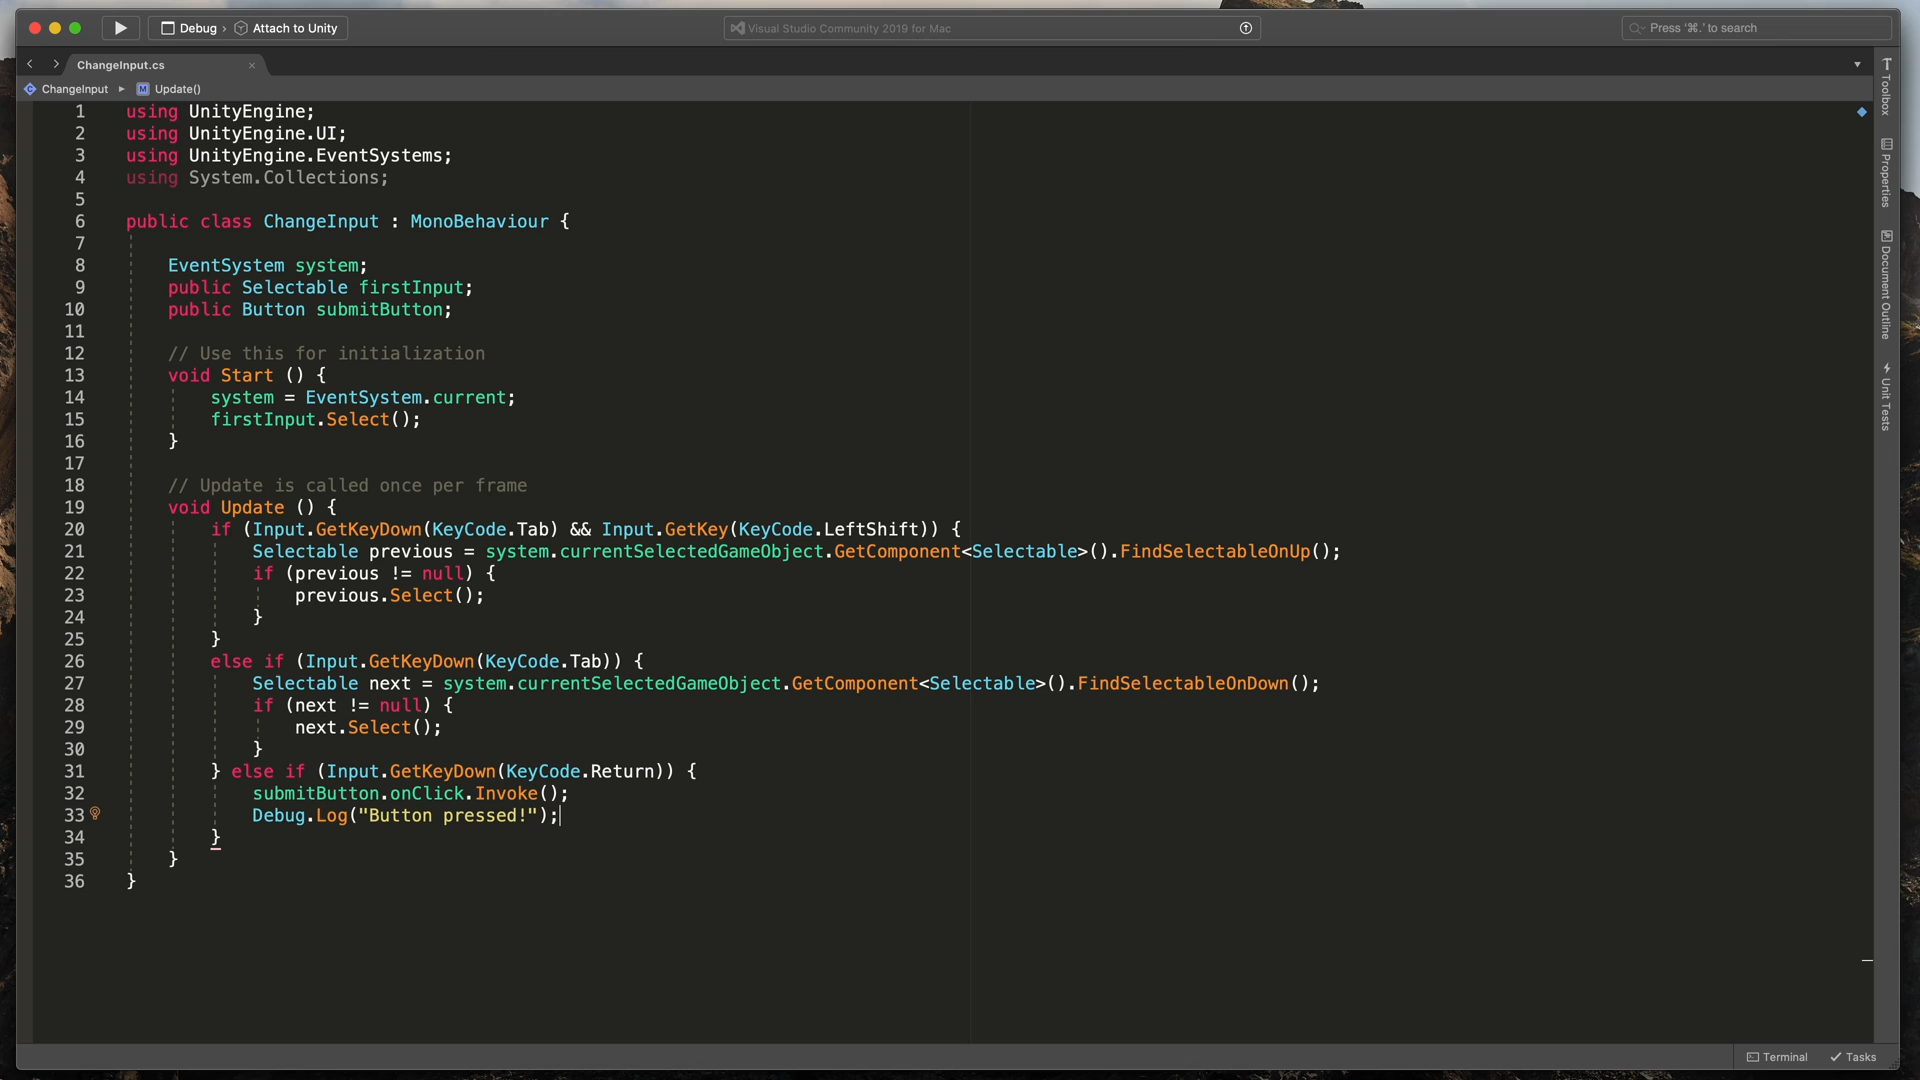 Debug › Attach to Unity
Visual Studio Community 2019 for Mac
Press '⌘.' to search
ChangeInput.cs
ChangeInput ▸ M Update()
1 using UnityEngine;
2 using UnityEngine.UI;
3 using UnityEngine.EventSystems;
4 using System.Collections;
5
6 public class ChangeInput : MonoBehaviour {
7
8 EventSystem system;
9 public Selectable firstInput;
10 public Button submitButton;
11
12 // Use this for initialization
13 void Start () {
14 system = EventSystem.current;
15 firstInput.Select();
16 }
17
18 // Update is called once per frame
19 void Update () {
20 if (Input.GetKeyDown(KeyCode.Tab) && Input.GetKey(KeyCode.LeftShift)) {
21 Selectable previous = system.currentSelectedGameObject.GetComponent<Selectable>().FindSelectableOnUp();
22 if (previous != null) {
23 previous.Select();
24 }
25 }
26 else if (Input.GetKeyDown(KeyCode.Tab)) {
27 Selectable next = system.currentSelectedGameObject.GetComponent<Selectable>().FindSelectableOnDown();
28 if (next != null) {
29 next.Select();
30 }
31 } else if (Input.GetKeyDown(KeyCode.Return)) {
32 submitButton.onClick.Invoke();
33 Debug.Log("Button pressed!");
34 }
35 }
36 }
Toolbox
Properties
Document Outline
Unit Tests
Terminal
Tasks